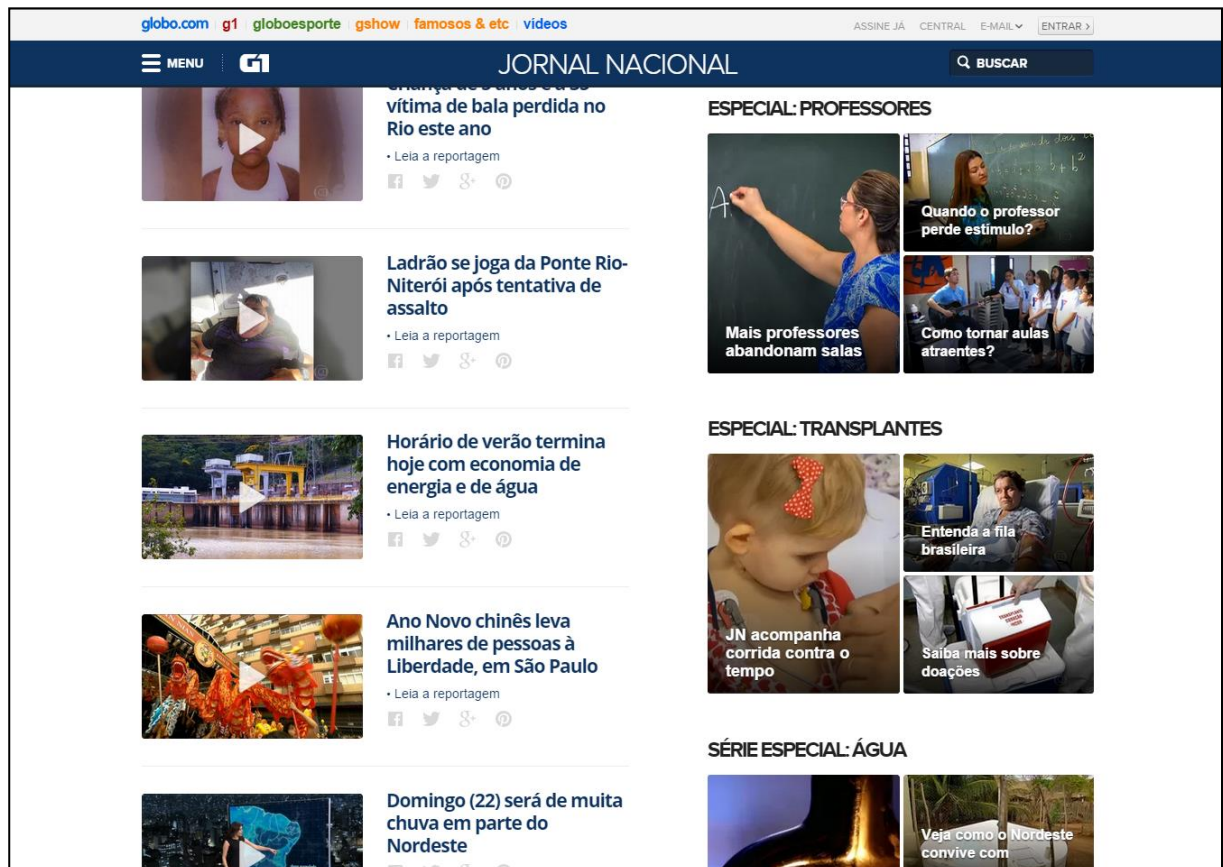 globo.com g1 globoesporte gshow famosos & etc vídeos
ASSINE JÁ CENTRAL E-MAIL ENTRAR >
MENU G1 JORNAL NACIONAL BUSCAR
Criança de 5 anos é a 33ª
vítima de bala perdida no
Rio este ano
• Leia a reportagem
Ladrão se joga da Ponte Rio-
Niterói após tentativa de
assalto
• Leia a reportagem
Horário de verão termina
hoje com economia de
energia e de água
• Leia a reportagem
Ano Novo chinês leva
milhares de pessoas à
Liberdade, em São Paulo
• Leia a reportagem
Domingo (22) será de muita
chuva em parte do
Nordeste
ESPECIAL: PROFESSORES
A
Mais professores
abandonam salas
Quando o professor
perde estímulo?
Como tornar aulas
atraentes?
ESPECIAL: TRANSPLANTES
JN acompanha
corrida contra o
tempo
Entenda a fila
brasileira
Saiba mais sobre
doações
SÉRIE ESPECIAL: ÁGUA
Veja como o Nordeste
convive com